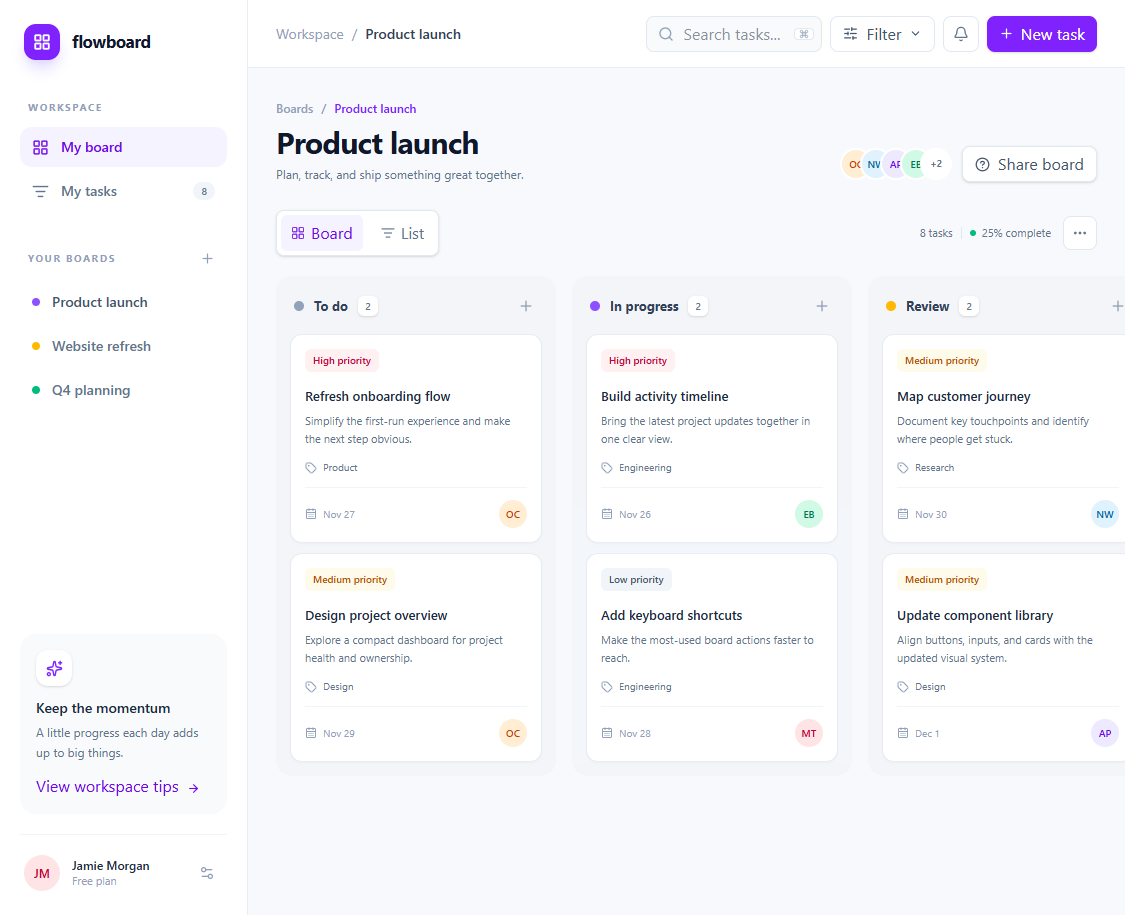 flowboard
WORKSPACE
My board
My tasks
8
YOUR BOARDS
Product launch
Website refresh
Q4 planning
Keep the momentum
A little progress each day adds
up to big things.
View workspace tips →
JM
Jamie Morgan
Free plan
Workspace / Product launch
Search tasks... ⌘
Filter
+ New task
Boards / Product launch
Product launch
Plan, track, and ship something great together.
NW
EB
+2
Share board
Board
List
8 tasks
25% complete
To do 2
High priority
Refresh onboarding flow
Simplify the first-run experience and make
the next step obvious.
Product
Nov 27
OC
Medium priority
Design project overview
Explore a compact dashboard for project
health and ownership.
Design
Nov 29
OC
In progress 2
High priority
Build activity timeline
Bring the latest project updates together in
one clear view.
Engineering
Nov 26
EB
Low priority
Add keyboard shortcuts
Make the most-used board actions faster to
reach.
Engineering
Nov 28
MT
Review 2
Medium priority
Map customer journey
Document key touchpoints and identify
where people get stuck.
Research
Nov 30
NW
Medium priority
Update component library
Align buttons, inputs, and cards with the
updated visual system.
Design
Dec 1
AP